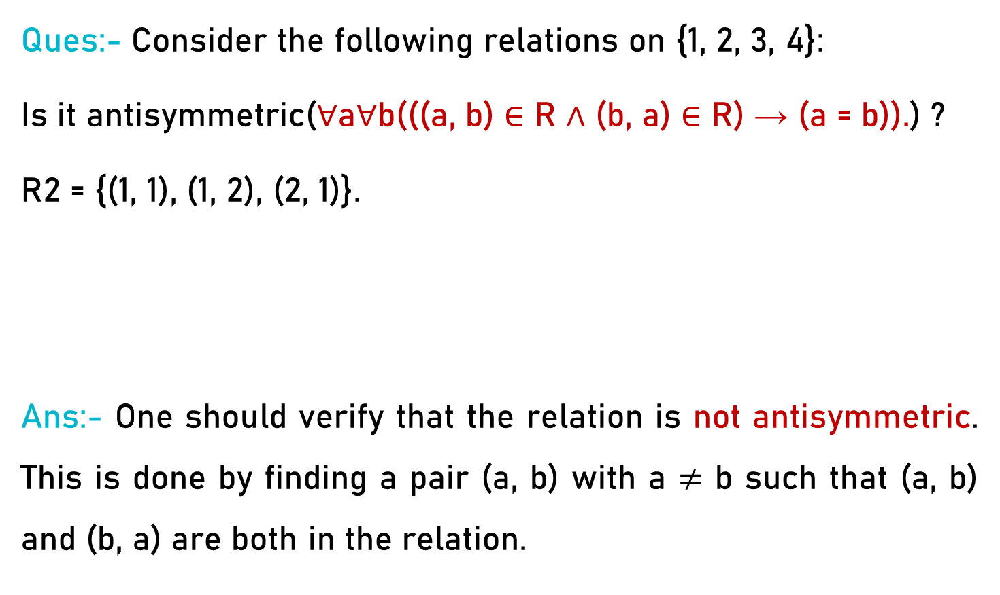 Ques:- Consider the following relations on {1, 2, 3, 4}:
Is it antisymmetric(∀a∀b(((a, b) ∈ R ∧ (b, a) ∈ R) → (a = b)).) ?
R2 = {(1, 1), (1, 2), (2, 1)}.
Ans:- One should verify that the relation is not antisymmetric.
This is done by finding a pair (a, b) with a ≠ b such that (a, b)
and (b, a) are both in the relation.